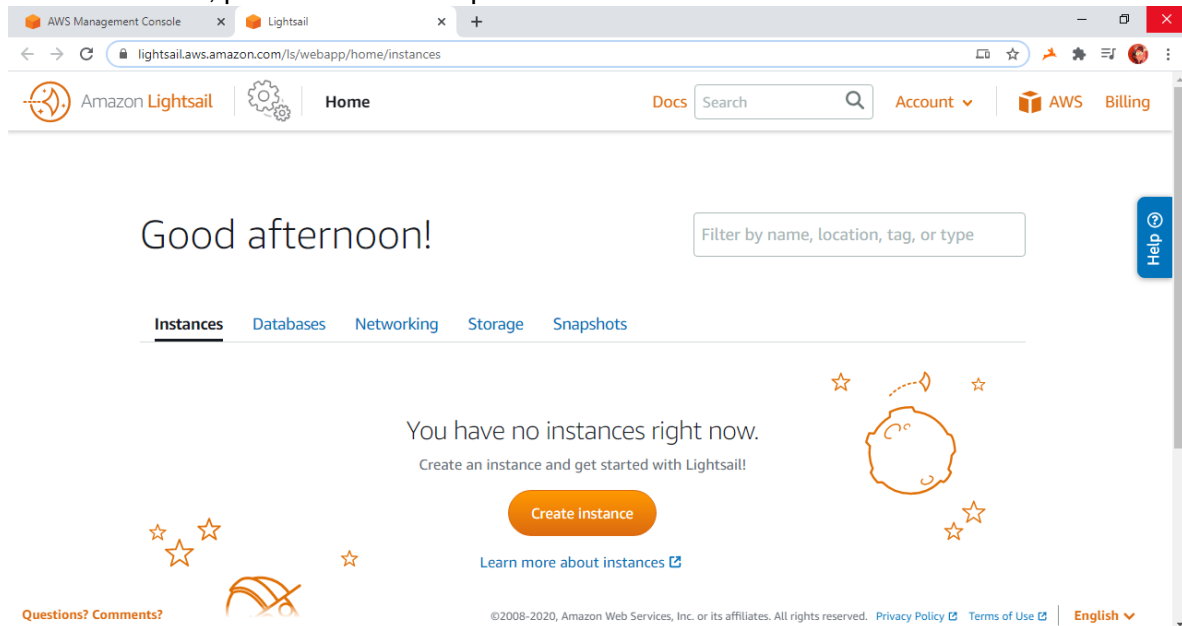 AWS Management Console
Lightsail
lightsail.aws.amazon.com/ls/webapp/home/instances
Amazon Lightsail
Home
Docs
Search
Account
AWS
Billing
Good afternoon!
Filter by name, location, tag, or type
Help
Instances
Databases
Networking
Storage
Snapshots
You have no instances right now.
Create an instance and get started with Lightsail!
Create instance
Learn more about instances
Questions? Comments?
©2008-2020, Amazon Web Services, Inc. or its affiliates. All rights reserved.
Privacy Policy
Terms of Use
English